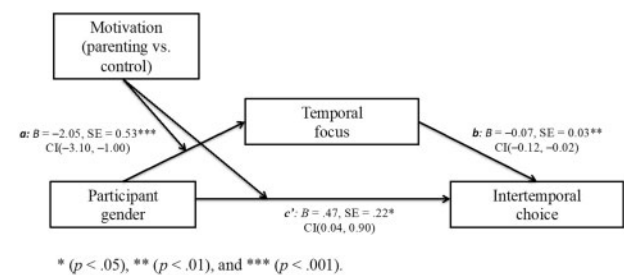 Motivation
(parenting vs.
control)
Temporal
focus
a: B = −2.05, SE = 0.53***
CI(−3.10, −1.00)
b: B = −0.07, SE = 0.03**
CI(−0.12, −0.02)
Participant
gender
Intertemporal
choice
c': B = .47, SE = .22*
CI(0.04, 0.90)
* (p < .05), ** (p < .01), and *** (p < .001).